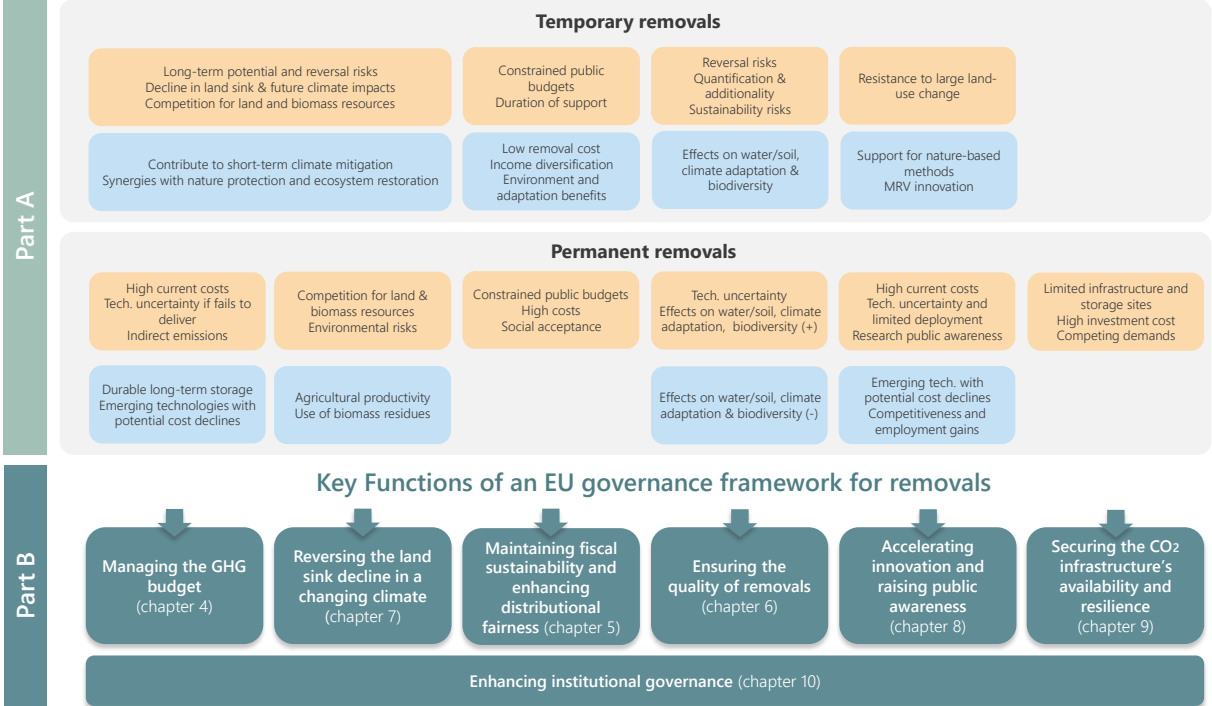 Part A
Temporary removals
Long-term potential and reversal risks
Decline in land sink & future climate impacts
Competition for land and biomass resources
Constrained public
budgets
Duration of support
Reversal risks
Quantification &
additionality
Sustainability risks
Resistance to large land-
use change
Contribute to short-term climate mitigation
Synergies with nature protection and ecosystem restoration
Low removal cost
Income diversification
Environment and
adaptation benefits
Effects on water/soil,
climate adaptation &
biodiversity
Support for nature-based
methods
MRV innovation
Permanent removals
High current costs
Tech. uncertainty if fails to
deliver
Indirect emissions
Competition for land &
biomass resources
Environmental risks
Constrained public budgets
High costs
Social acceptance
Tech. uncertainty
Effects on water/soil, climate
adaptation, biodiversity (+)
High current costs
Tech. uncertainty and
limited deployment
Research public awareness
Limited infrastructure and
storage sites
High investment cost
Competing demands
Durable long-term storage
Emerging technologies with
potential cost declines
Agricultural productivity
Use of biomass residues
Effects on water/soil, climate
adaptation & biodiversity (-)
Emerging tech. with
potential cost declines
Competitiveness and
employment gains
Part B
Key Functions of an EU governance framework for removals
Managing the GHG
budget
(chapter 4)
Reversing the land
sink decline in a
changing climate
(chapter 7)
Maintaining fiscal
sustainability and
enhancing
distributional
fairness (chapter 5)
Ensuring the
quality of removals
(chapter 6)
Accelerating
innovation and
raising public
awareness
(chapter 8)
Securing the CO2
infrastructure's
availability and
resilience
(chapter 9)
Enhancing institutional governance (chapter 10)